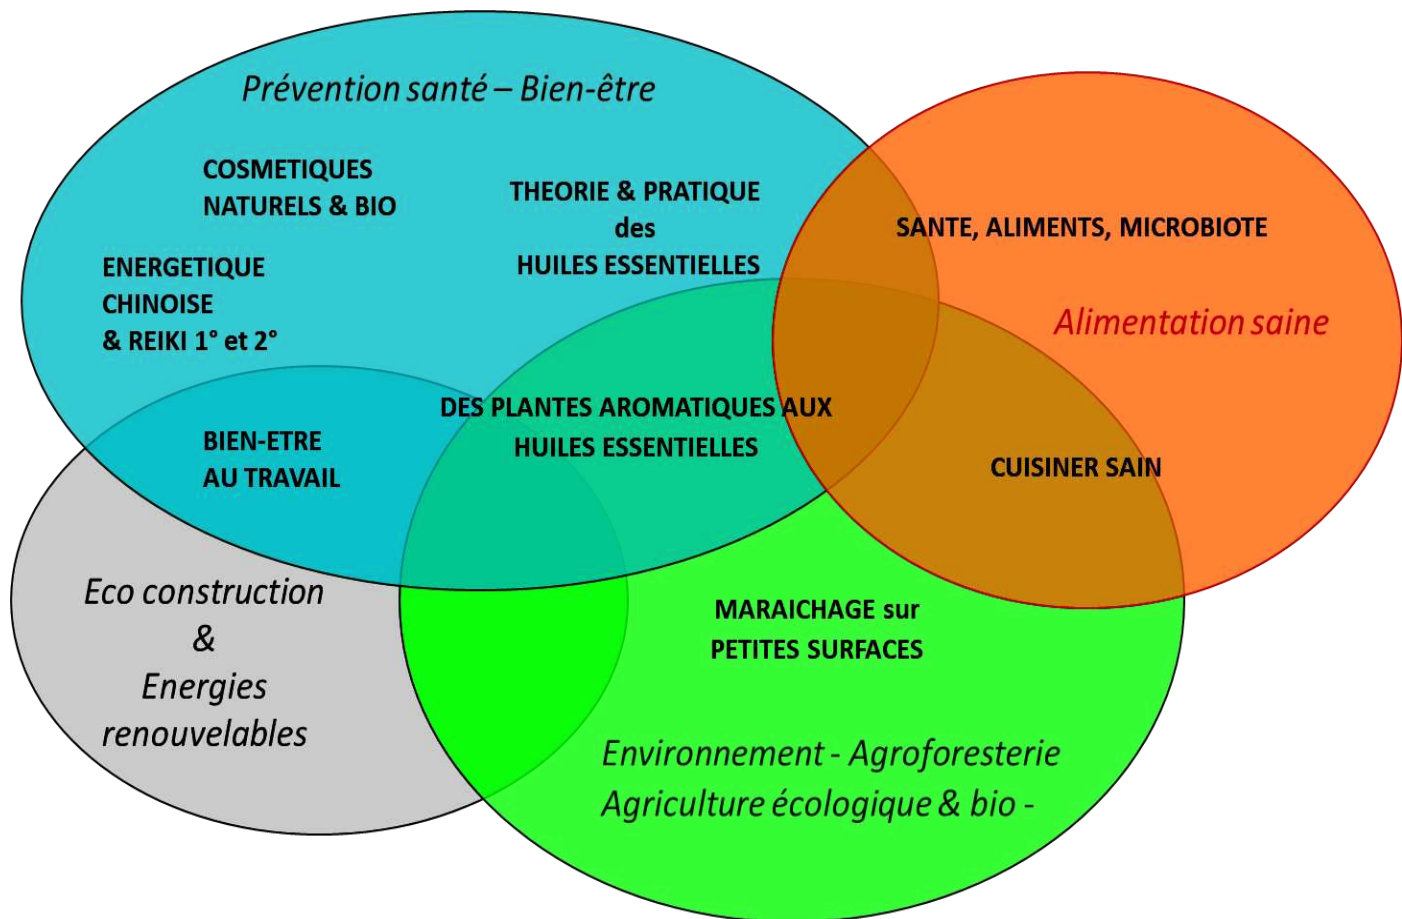 Prévention santé – Bien-être
COSMETIQUES
NATURELS & BIO
THEORIE & PRATIQUE
des
HUILES ESSENTIELLES
SANTE, ALIMENTS, MICROBIOTE
ENERGETIQUE
CHINOISE
& REIKI 1° et 2°
Alimentation saine
DES PLANTES AROMATIQUES AUX
HUILES ESSENTIELLES
BIEN-ETRE
AU TRAVAIL
CUISINER SAIN
Eco construction
&
Energies
renouvelables
MARAICHAGE sur
PETITES SURFACES
Environnement - Agroforesterie
Agriculture écologique & bio -